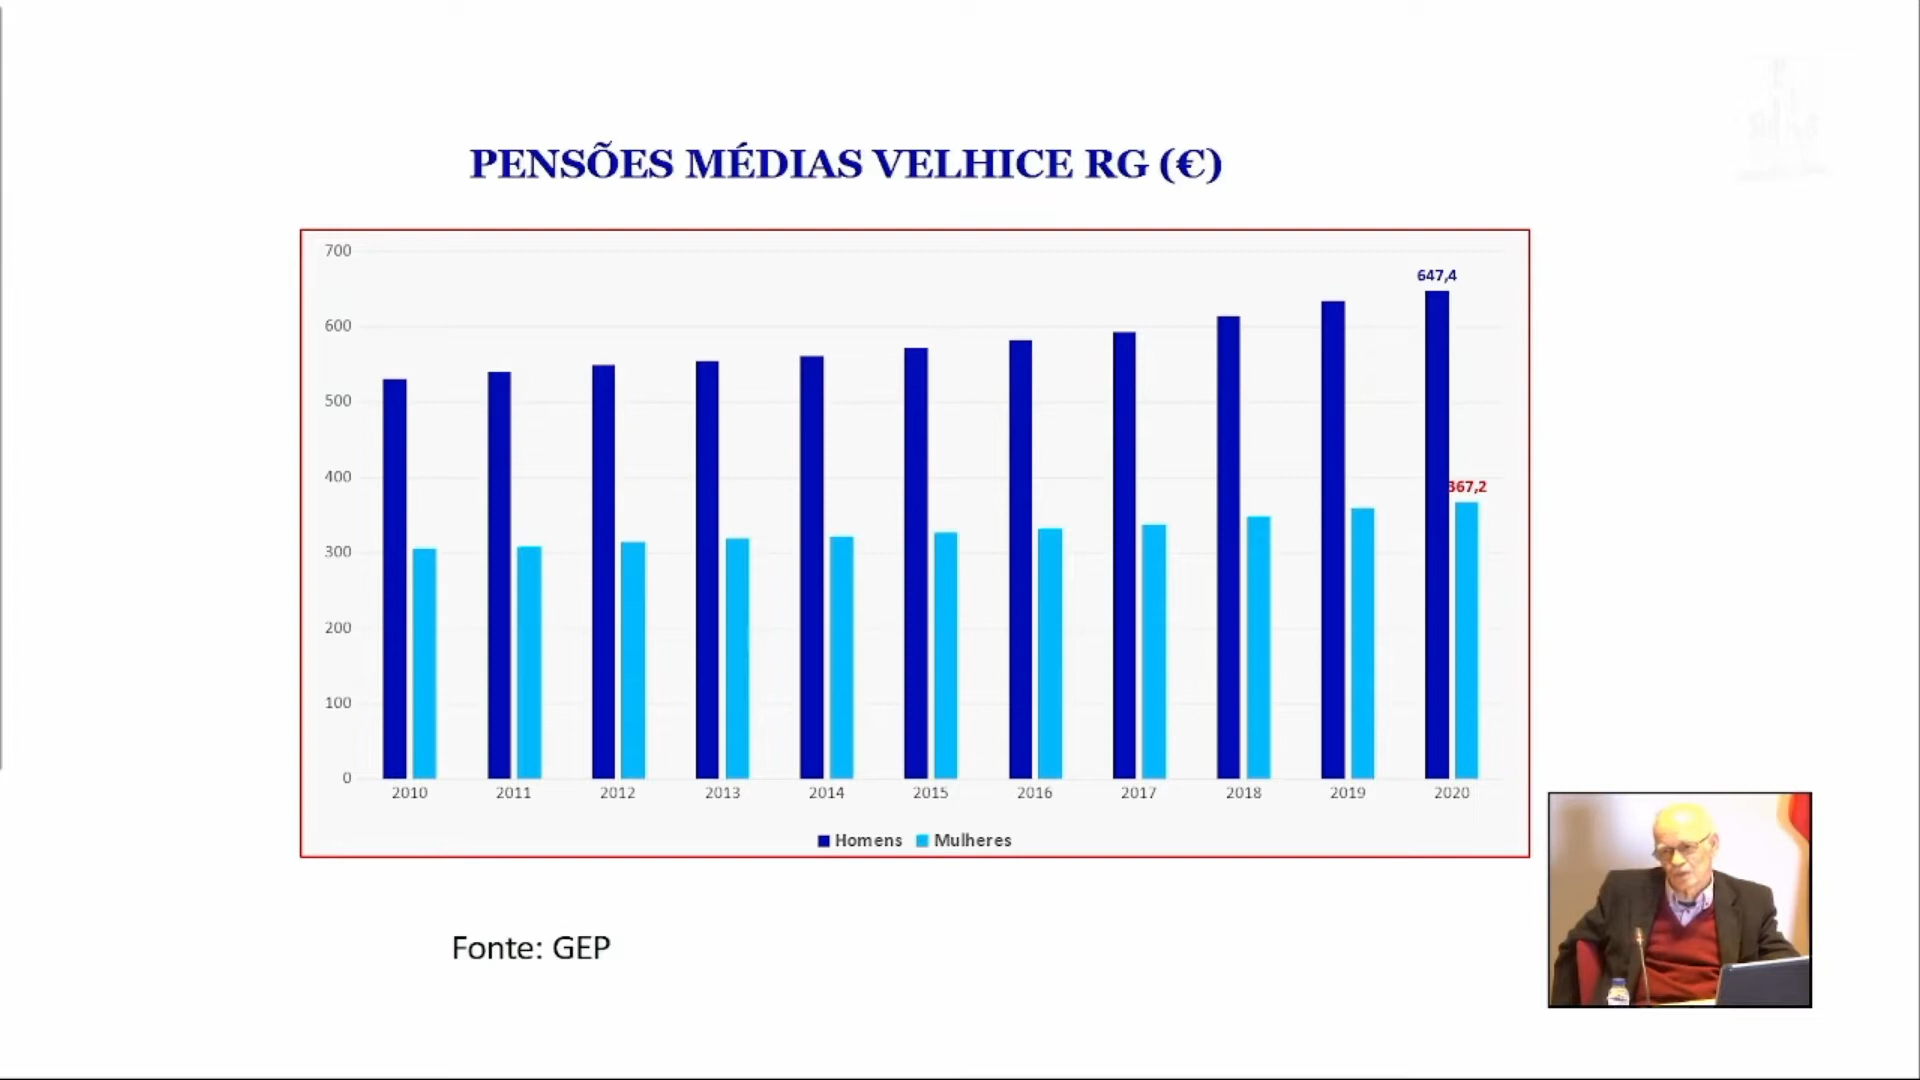 PENSÕES MÉDIAS VELHICE RG (€)
700
600
500
400
300
200
100
0
647,4
367,2
2010 2011 2012 2013 2014 2015 2016 2017 2018 2019 2020
Homens Mulheres
Fonte: GEP